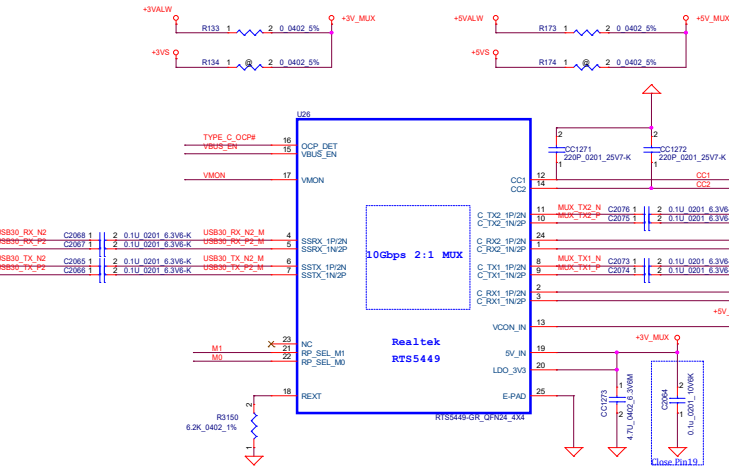 +3VALW
+3V_MUX
R133 1 2 0_0402_5%
+3VS
R134 1 @ 2 0_0402_5%
+5VALW
+5V_MUX
R173 1 2 0_0402_5%
+5VS
R174 1 @ 2 0_0402_5%
U26
TYPE_C_OCP#
16 OCP_DET
VBUS_EN
15 VBUS_EN
VMON
17 VMON
2 CC1271
220P_0201_25V7-K
1
2 CC1272
220P_0201_25V7-K
1
CC1 12 CC1
CC2 14 CC2
C_TX2_1P/2N 11 MUX_TX2_N C2076 1 2 0.1U_0201_6.3V6-
C_TX2_1N/2P 10 MUX_TX2_P C2075 1 2 0.1U_0201_6.3V6-
USB30_RX_N2 C2068 1 2 0.1U_0201_6.3V6-K USB30_RX_N2_M 4 SSRX_1P/2N
USB30_RX_P2 C2067 1 2 0.1U_0201_6.3V6-K USB30_RX_P2_M 5 SSRX_1N/2P
C_RX2_1P/2N 24
C_RX2_1N/2P 1
10Gbps 2:1 MUX
USB30_TX_N2 C2065 1 2 0.1U_0201_6.3V6-K USB30_TX_N2_M 6 SSTX_1P/2N
USB30_TX_P2 C2066 1 2 0.1U_0201_6.3V6-K USB30_TX_P2_M 7 SSTX_1N/2P
C_TX1_1P/2N 8 MUX_TX1_N C2073 1 2 0.1U_0201_6.3V6-
C_TX1_1N/2P 9 MUX_TX1_P C2074 1 2 0.1U_0201_6.3V6-
C_RX1_1P/2N 2
C_RX1_1N/2P 3
+5V_
VCON_IN 13
23 NC
M1 21 RP_SEL_M1
M0 22 RP_SEL_M0
Realtek
RTS5449
+3V_MUX
5V_IN 19
LDO_3V3 20
18 REXT
E-PAD 25
RTS5449-GR_QFN24_4X4
2
R3150
6.2K_0402_1%
1
1
CC1273
4.7U_0402_6.3V6M
2
2
C2064
0.1u_0201_10V6K
1
Close Pin19